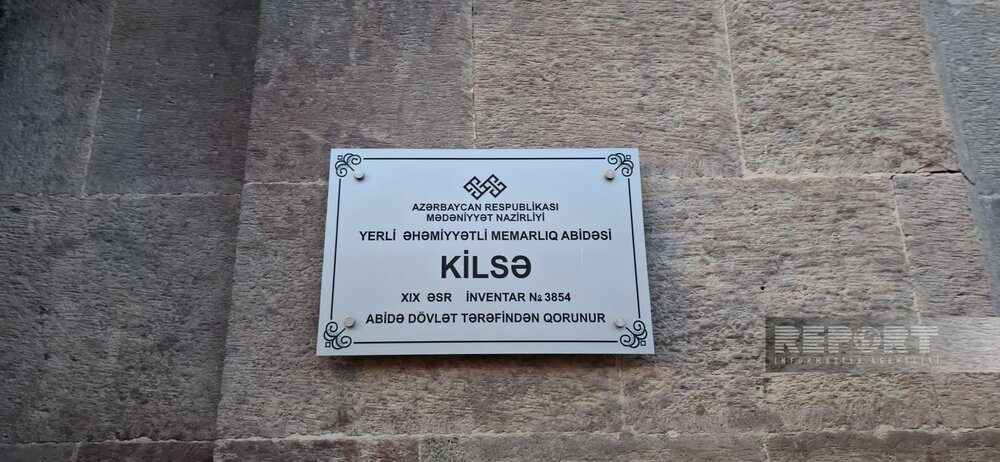 AZƏRBAYCAN RESPUBLİKASI
MƏDƏNİYYƏT NAZİRLİYİ
YERLİ ƏHƏMİYYƏTLİ MEMARLIQ ABİDƏSİ
KİLSƏ
XIX ƏSR İNVENTAR № 3854
ABİDƏ DÖVLƏT TƏRƏFİNDƏN QORUNUR
REPORT
İNFORMASİYA AGENTLİYİ